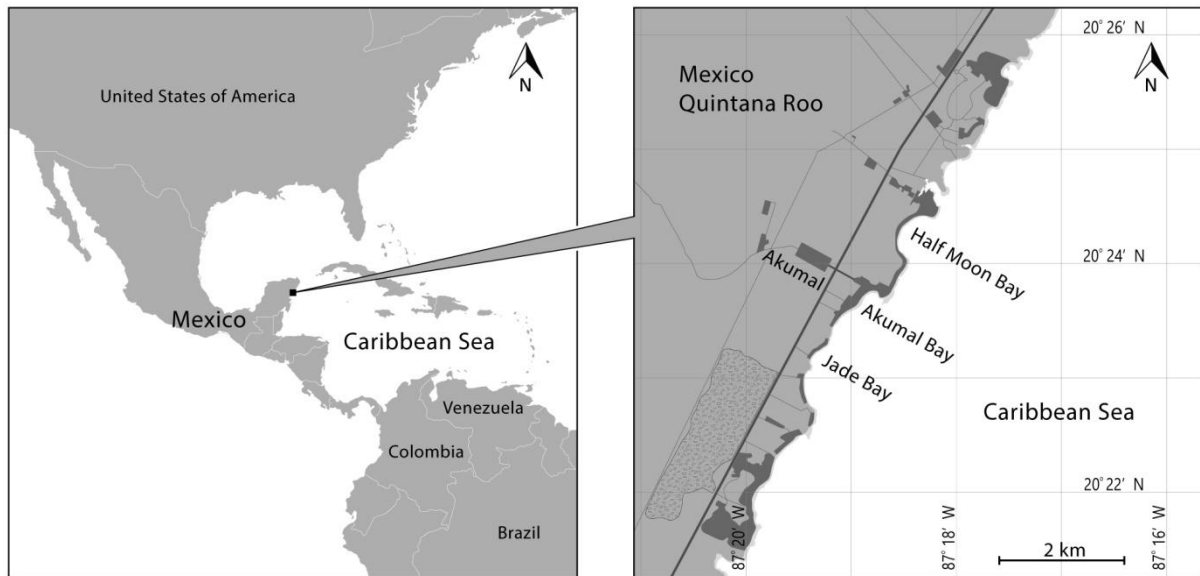 N
United States of America
Mexico
Caribbean Sea
Venezuela
Colombia
Brazil
20° 26' N
N
Mexico
Quintana Roo
Half Moon Bay
20° 24' N
Akumal
Akumal Bay
Jade Bay
Caribbean Sea
20° 22' N
87° 20' W
87° 18' W
87° 16' W
2 km